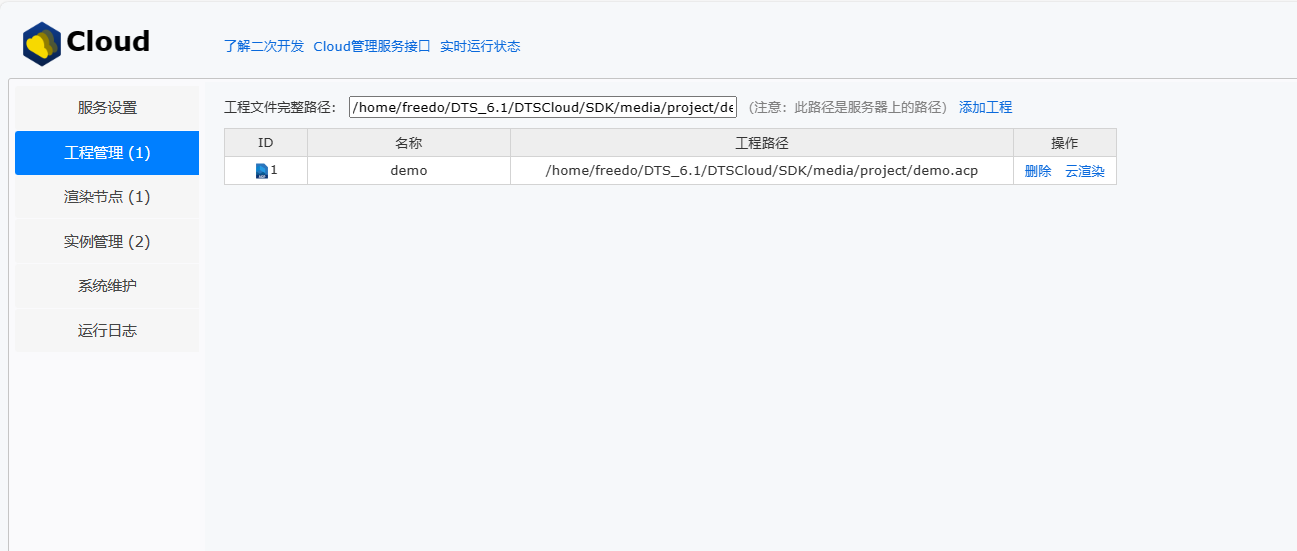 Cloud
了解二次开发 Cloud管理服务接口 实时运行状态
服务设置
工程管理 (1)
渲染节点 (1)
实例管理 (2)
系统维护
运行日志
工程文件完整路径： /home/freedo/DTS_6.1/DTSCloud/SDK/media/project/de （注意：此路径是服务器上的路径） 添加工程
ID 名称 工程路径 操作
1 demo /home/freedo/DTS_6.1/DTSCloud/SDK/media/project/demo.acp 删除 云渲染